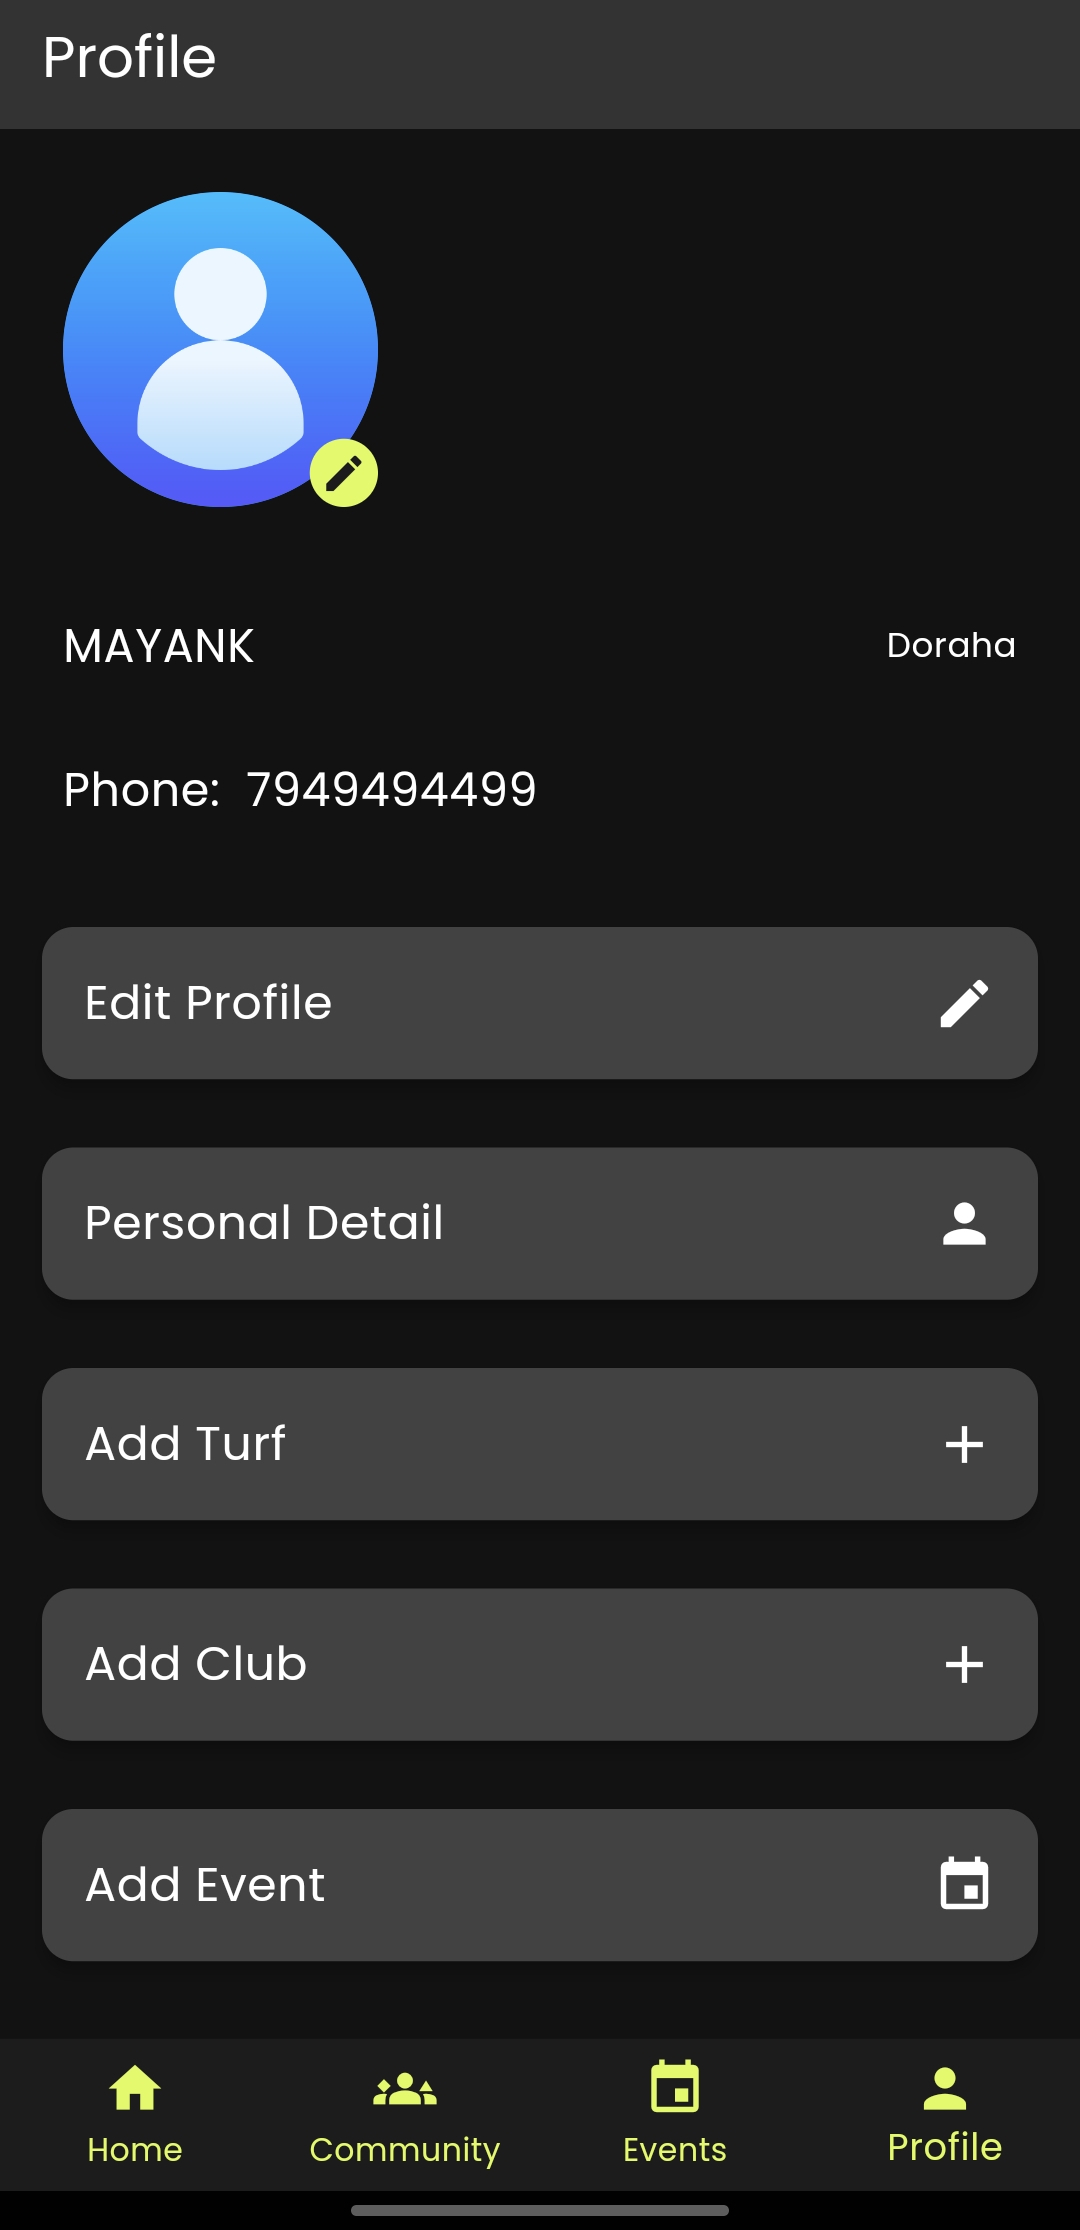 Profile
MAYANK Doraha
Phone: 7949494499
Edit Profile
Personal Detail
Add Turf
Add Club
Add Event
Home Community Events Profile